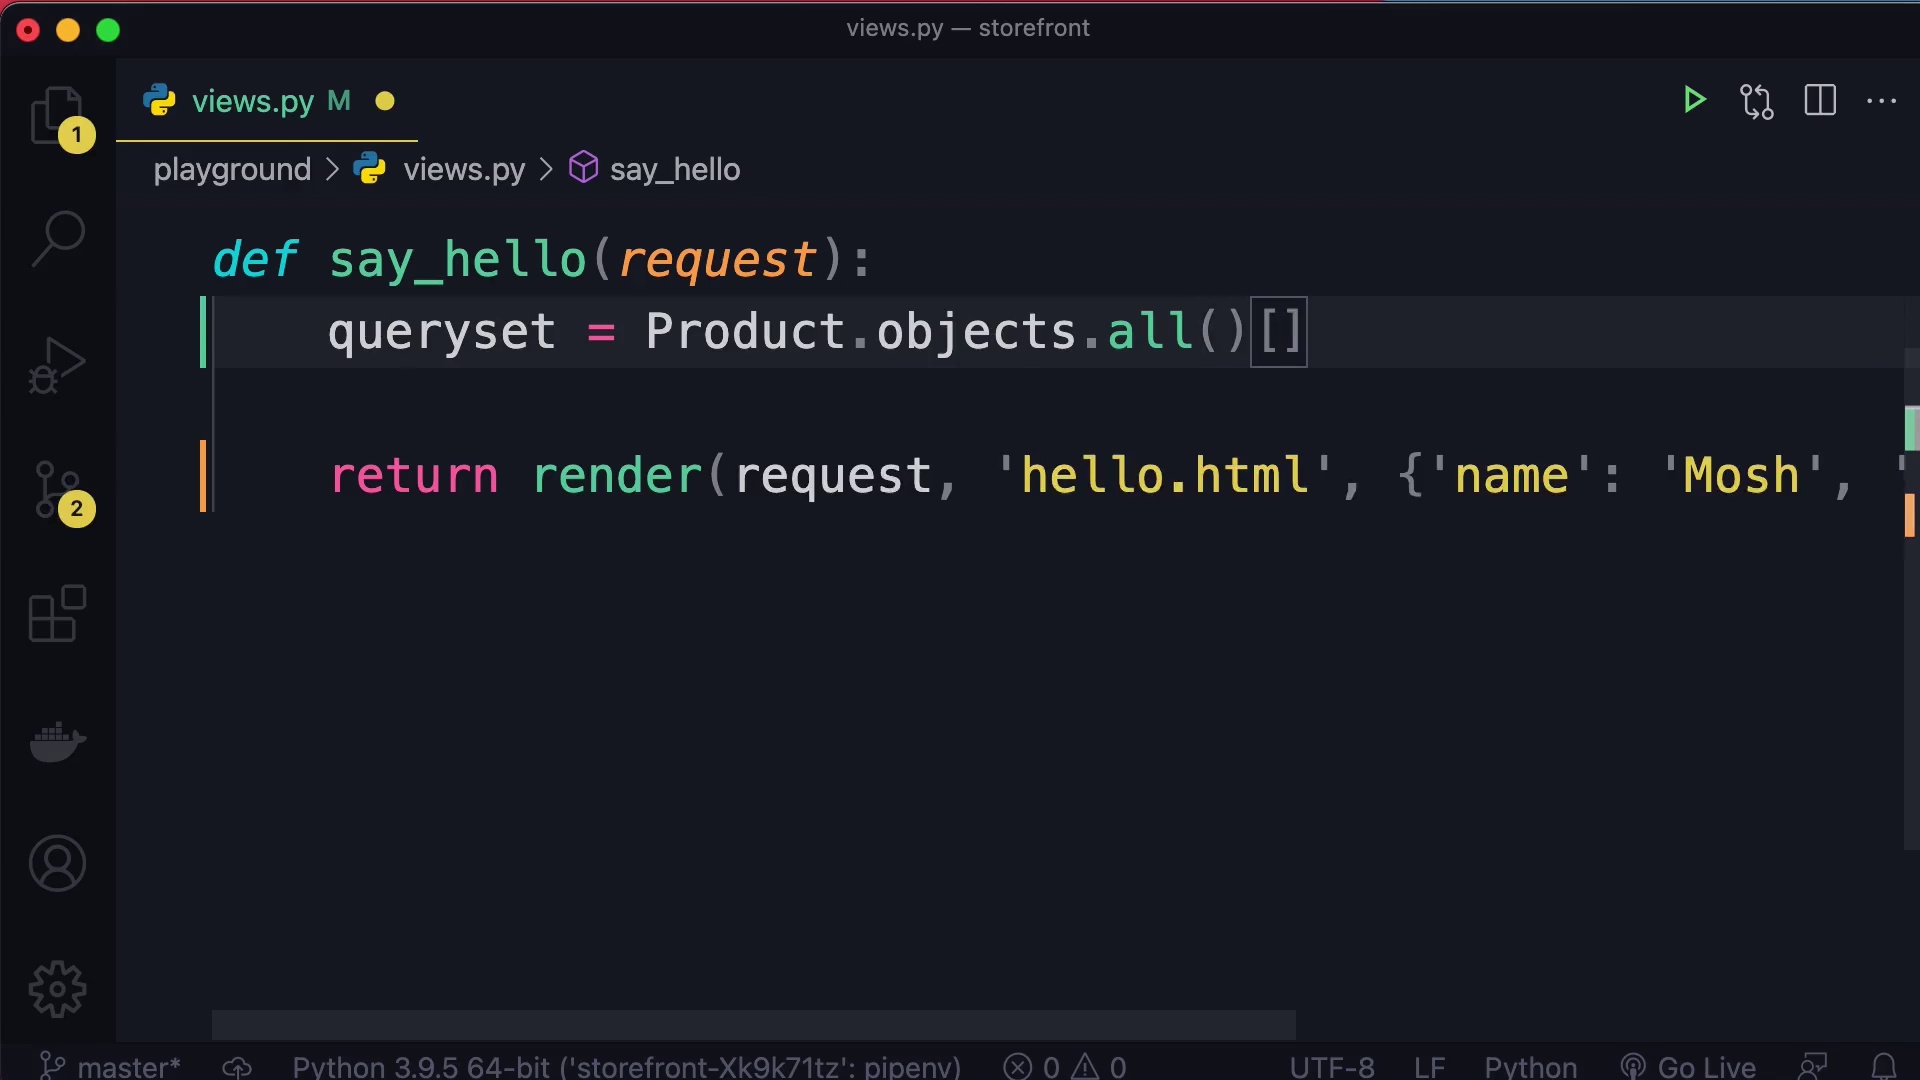 views.py — storefront
views.py M
1
playground > views.py > say_hello
def say_hello(request):
queryset = Product.objects.all()[]
return render(request, 'hello.html', {'name': 'Mosh', '
2
master* Python 3.9.5 64-bit ('storefront-Xk9k71tz': pipenv) 0 0 UTF-8 LF Python Go Live